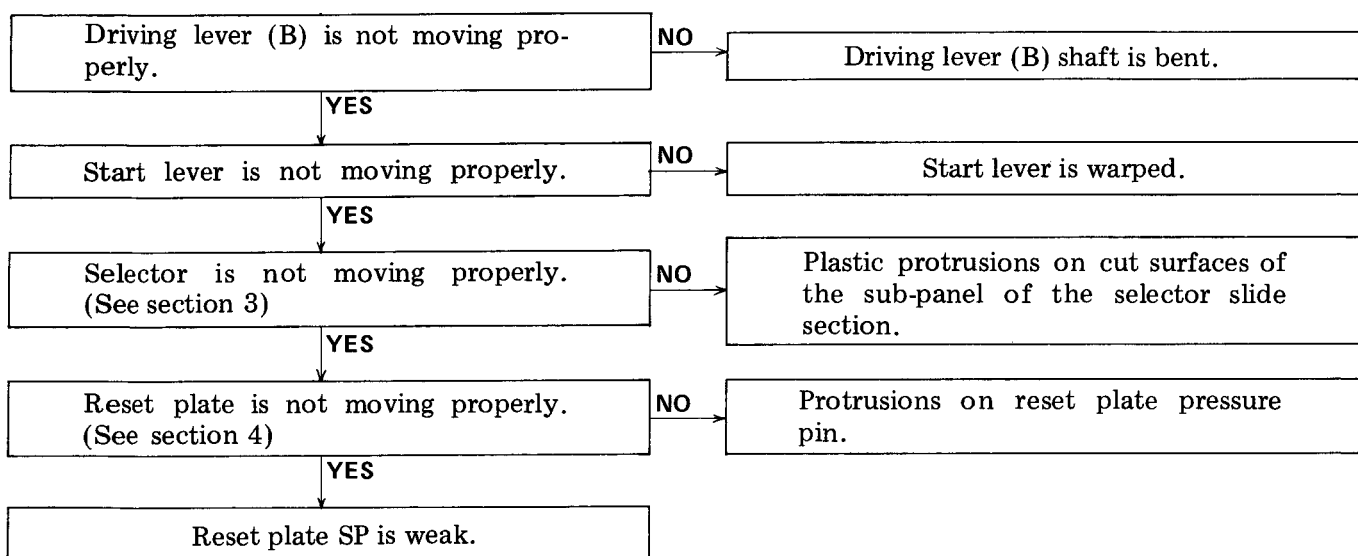 Driving lever (B) is not moving pro-
perly.
NO
Driving lever (B) shaft is bent.
YES
Start lever is not moving properly.
NO
Start lever is warped.
YES
Selector is not moving properly.
(See section 3)
NO
Plastic protrusions on cut surfaces of
the sub-panel of the selector slide
section.
YES
Reset plate is not moving properly.
(See section 4)
NO
Protrusions on reset plate pressure
pin.
YES
Reset plate SP is weak.